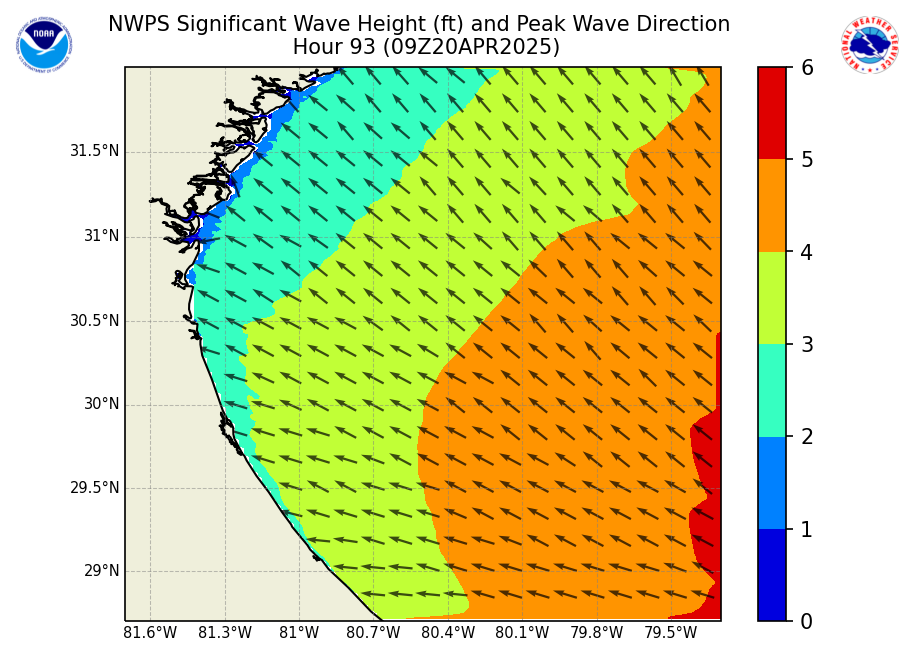 NWPS Significant Wave Height (ft) and Peak Wave Direction
Hour 93 (09Z20APR2025)
NOAA
NATIONAL WEATHER SERVICE
31.5°N
31°N
30.5°N
30°N
29.5°N
29°N
81.6°W 81.3°W 81°W 80.7°W 80.4°W 80.1°W 79.8°W 79.5°W
6
5
4
3
2
1
0